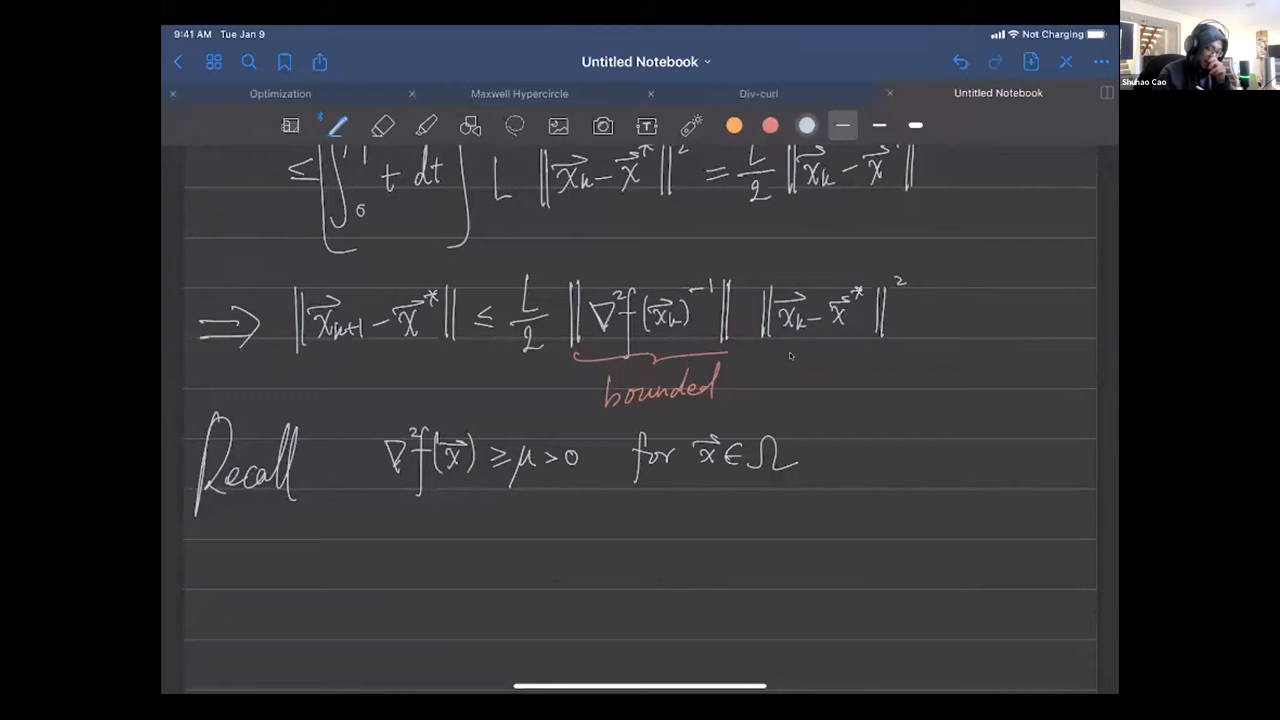 9:41 AM Tue Jan 9
Not Charging
Untitled Notebook
Optimization
Maxwell Hypercircle
Div-curl
Untitled Notebook
Shuhao Cao
≤ [∫₀¹ t dt] L ‖x⃗ₖ − x⃗*‖² = L/2 ‖x⃗ₖ − x⃗*‖
⟹ ‖x⃗ₖ₊₁ − x⃗*‖ ≤ L/2 ‖∇²f(x⃗ₖ)⁻¹‖ ‖x⃗ₖ − x⃗*‖²
bounded
Recall ∇²f(x⃗) ≥ μ > 0 for x⃗ ∈ Ω